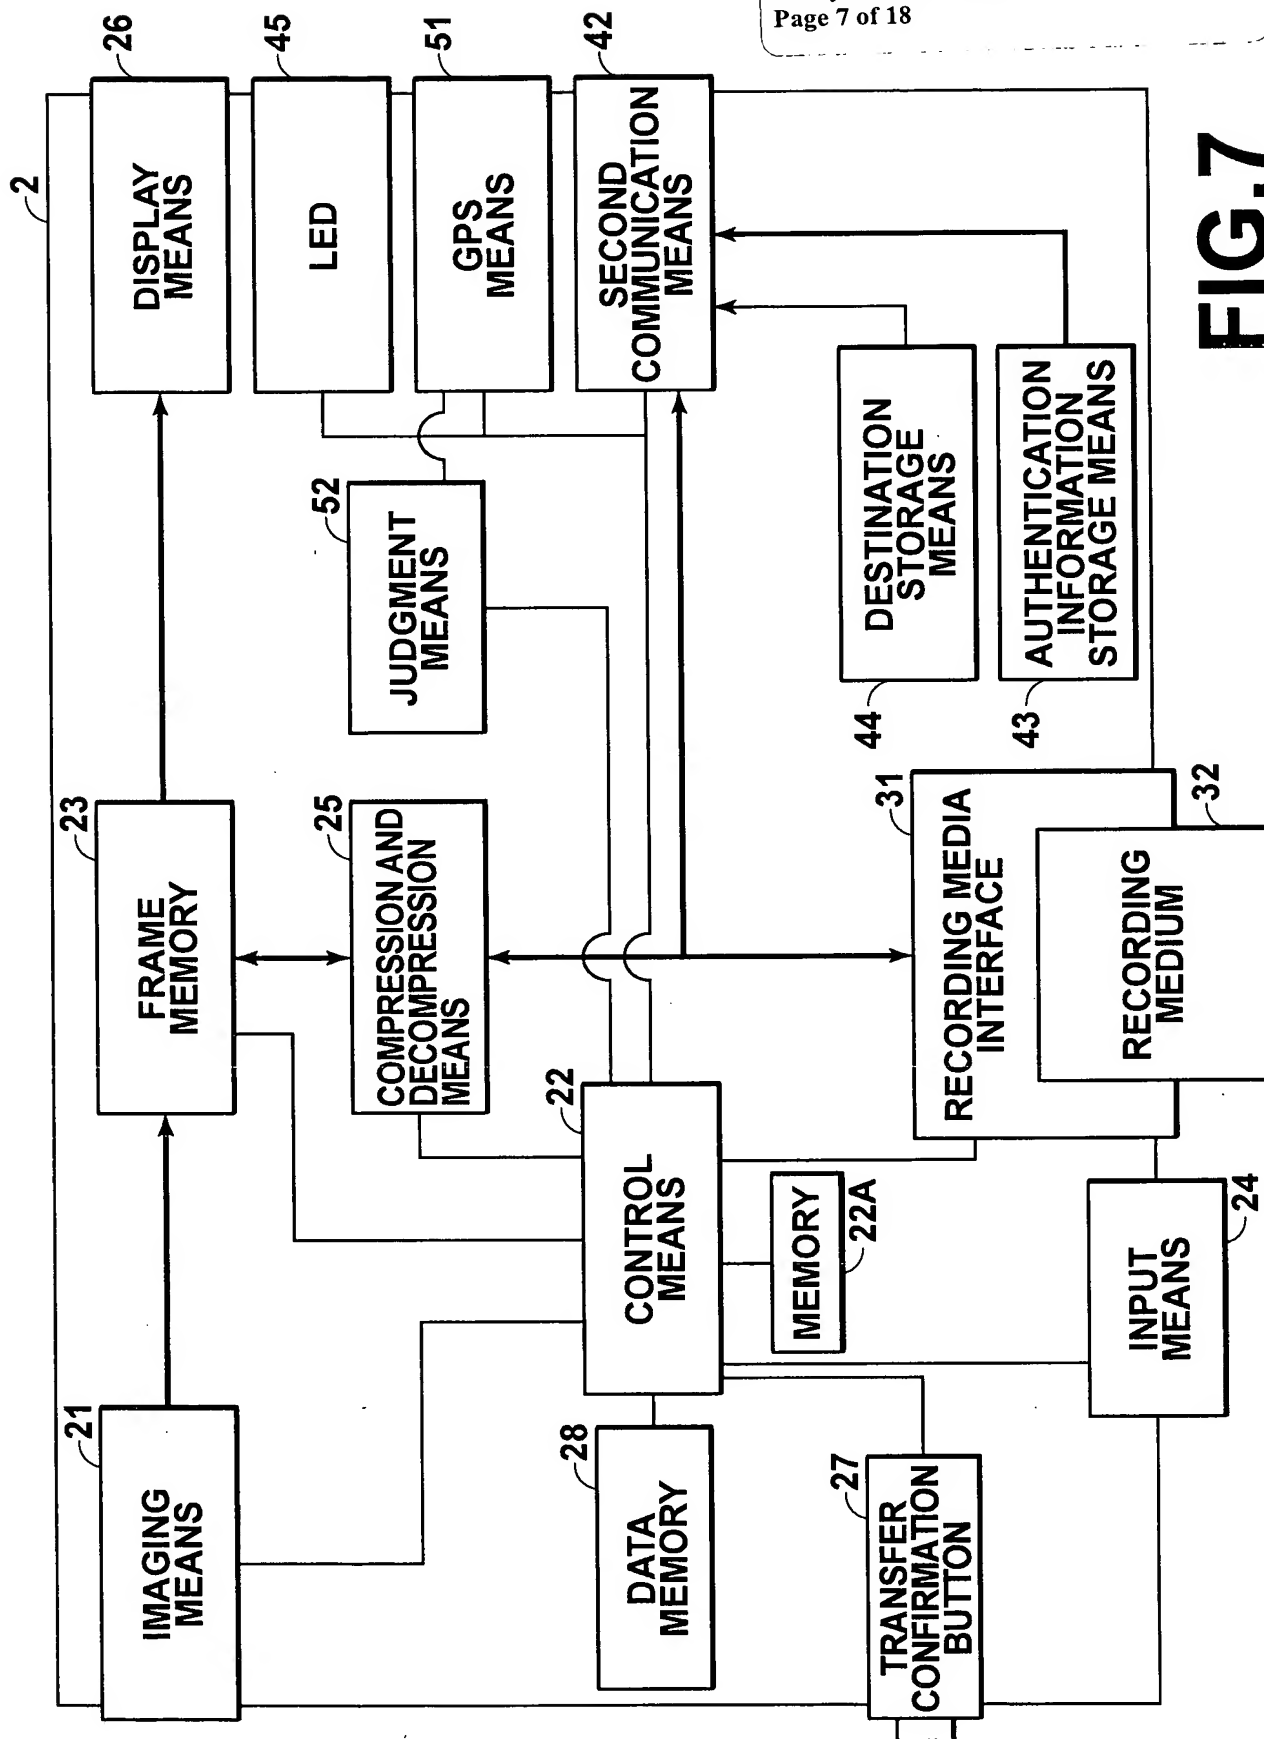 Page 7 of 18
2
21
IMAGING
MEANS
23
FRAME
MEMORY
26
DISPLAY
MEANS
45
LED
51
GPS
MEANS
42
SECOND
COMMUNICATION
MEANS
52
JUDGMENT
MEANS
25
COMPRESSION AND
DECOMPRESSION
MEANS
22
CONTROL
MEANS
MEMORY
22A
28
DATA
MEMORY
27
TRANSFER
CONFIRMATION
BUTTON
INPUT
MEANS
24
31
RECORDING MEDIA
INTERFACE
RECORDING
MEDIUM
32
DESTINATION
STORAGE
MEANS
44
AUTHENTICATION
INFORMATION
STORAGE MEANS
43
FIG.7